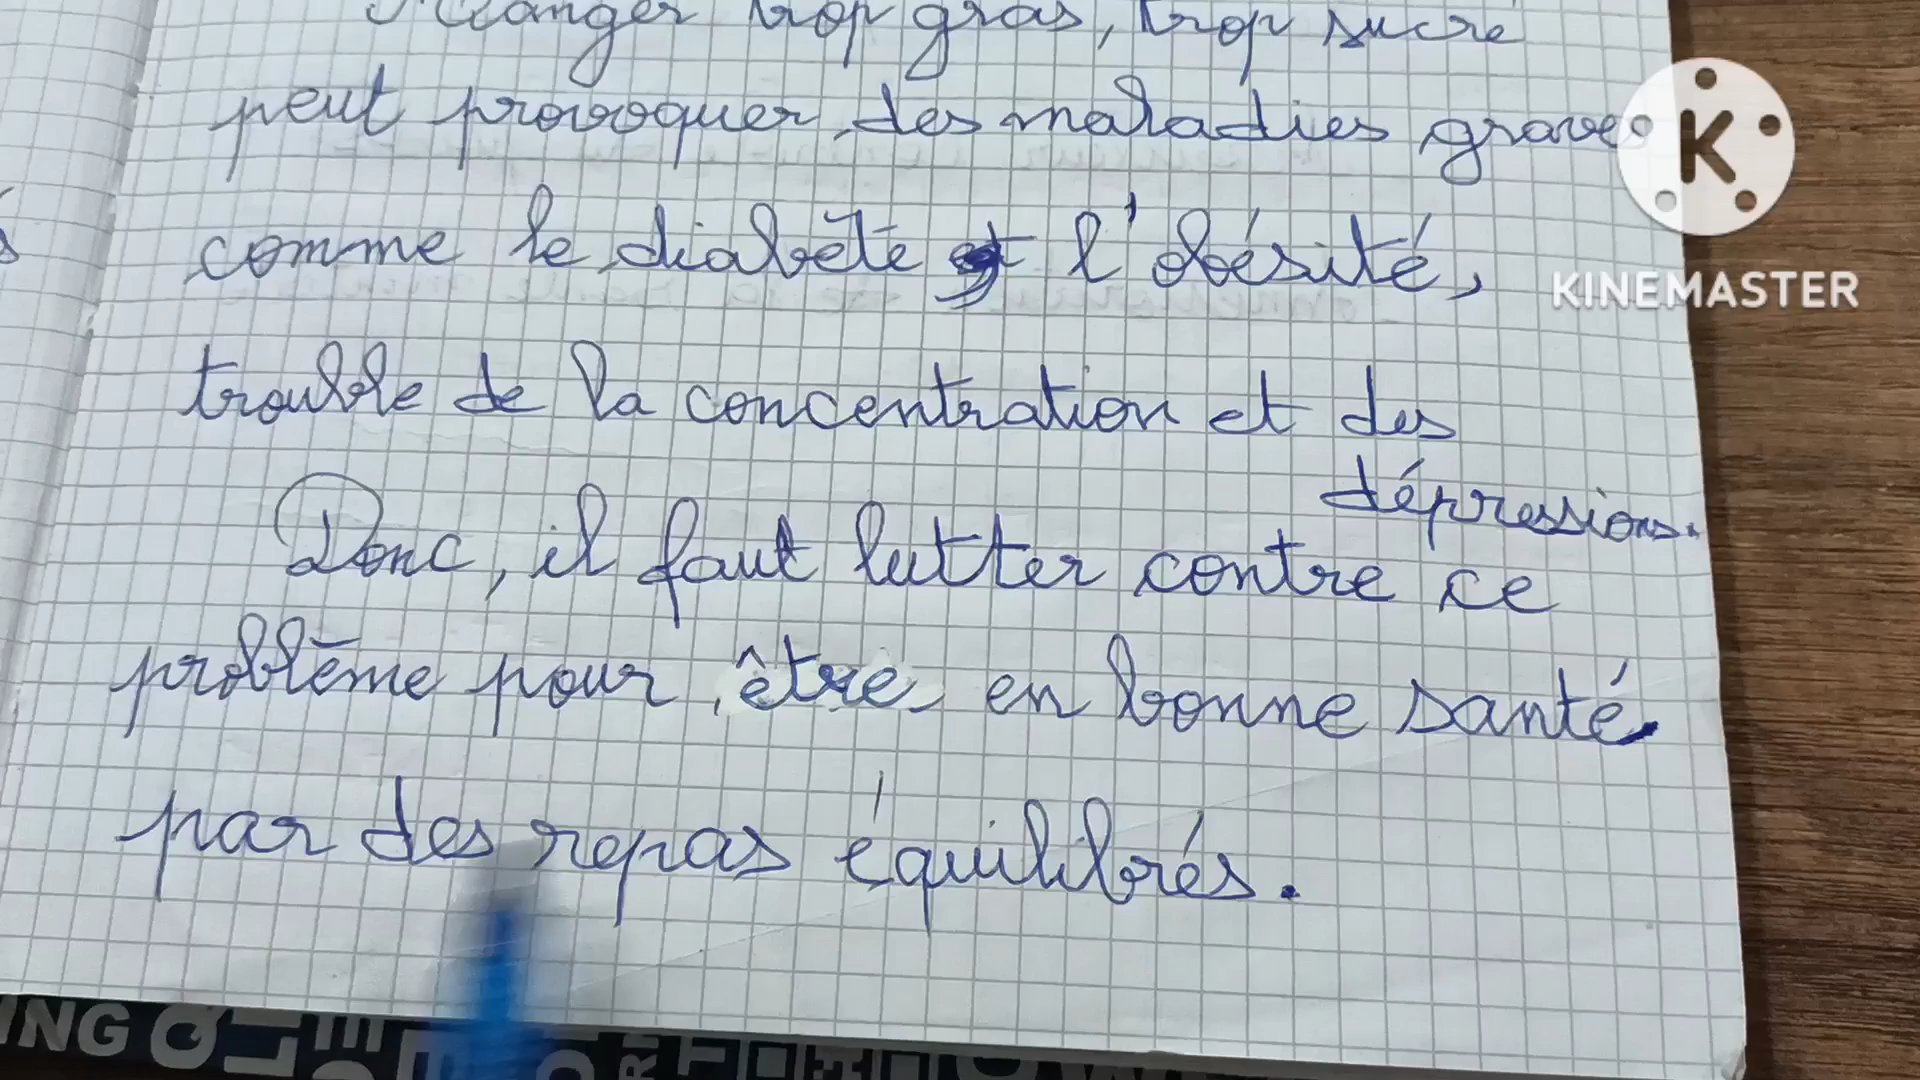 Manger trop gras, trop sucré
peut provoquer des maladies graves
comme le diabète et l'obésité,
trouble de la concentration et des
dépressions.
Donc, il faut lutter contre ce
problème pour être en bonne santé
par des repas équilibrés.
KINEMASTER